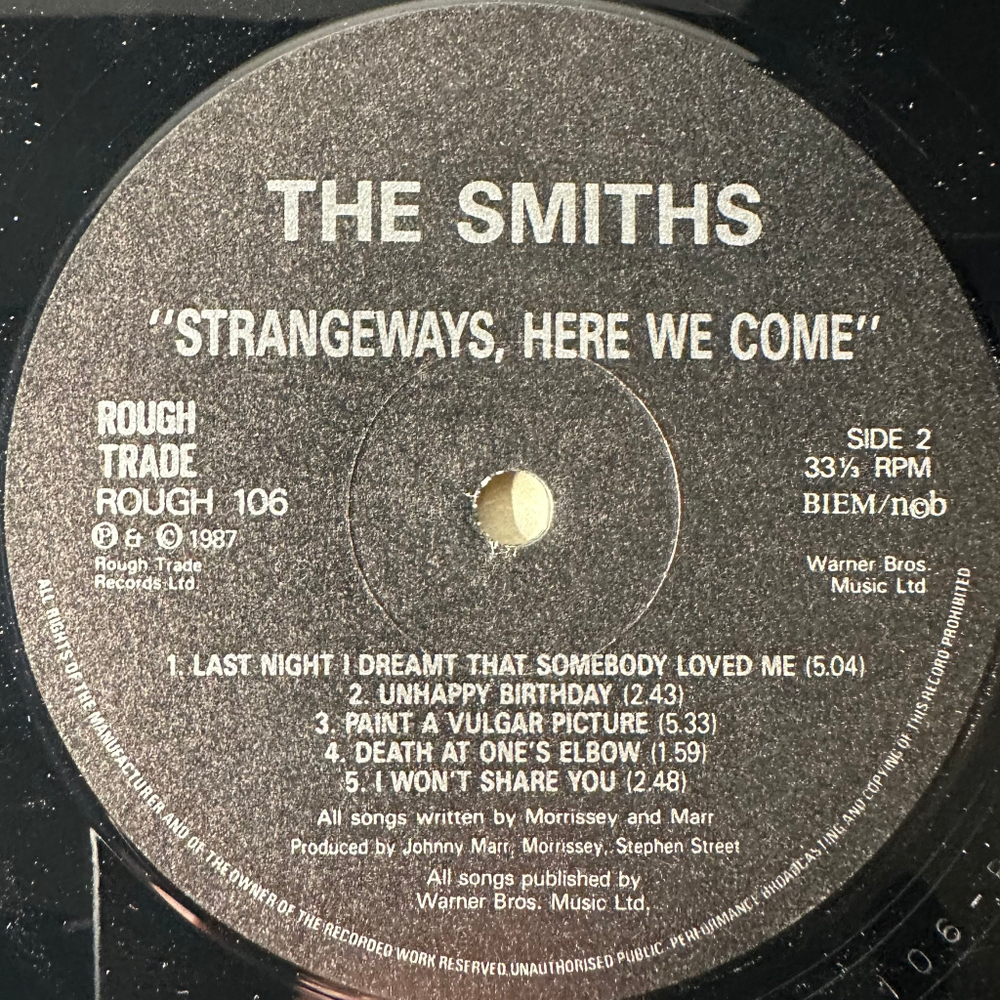 THE SMITHS
"STRANGEWAYS, HERE WE COME"
ROUGH
TRADE
ROUGH 106
℗ & © 1987
Rough Trade
Records Ltd.
SIDE 2
33⅓ RPM
BIEM/ncb
Warner Bros.
Music Ltd
1. LAST NIGHT I DREAMT THAT SOMEBODY LOVED ME (5.04)
2. UNHAPPY BIRTHDAY (2.43)
3. PAINT A VULGAR PICTURE (5.33)
4. DEATH AT ONE'S ELBOW (1.59)
5. I WON'T SHARE YOU (2.48)
All songs written by Morrissey and Marr
Produced by Johnny Marr, Morrissey, Stephen Street
All songs published by
Warner Bros. Music Ltd.
ALL RIGHTS OF THE MANUFACTURER AND OF THE OWNER OF THE RECORDED WORK RESERVED. UNAUTHORISED PUBLIC. PERFORMANCE BROADCASTING AND COPYING OF THIS RECORD PROHIBITED
06-